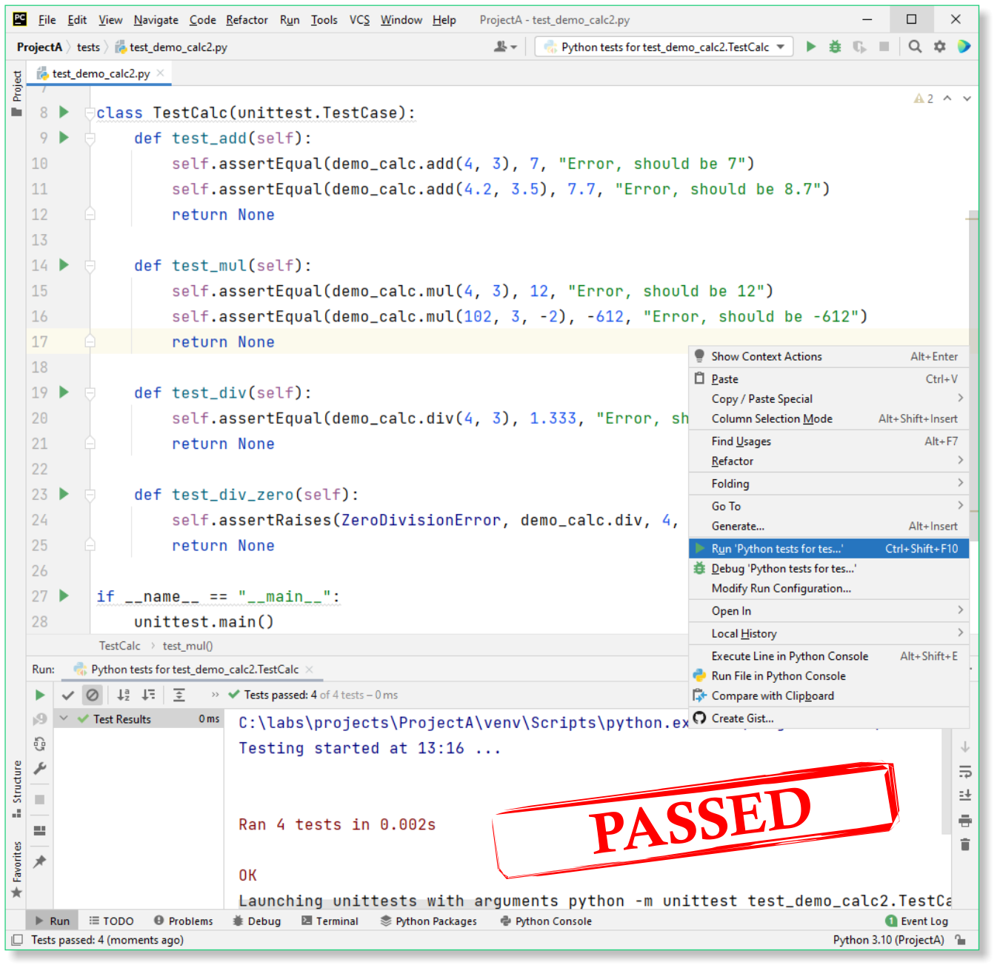 PC File Edit View Navigate Code Refactor Run Tools VCS Window Help ProjectA - test_demo_calc2.py
ProjectA tests test_demo_calc2.py Python tests for test_demo_calc2.TestCalc
Project
test_demo_calc2.py
7
2
8 class TestCalc(unittest.TestCase):
9 def test_add(self):
10 self.assertEqual(demo_calc.add(4, 3), 7, "Error, should be 7")
11 self.assertEqual(demo_calc.add(4.2, 3.5), 7.7, "Error, should be 8.7")
12 return None
13
14 def test_mul(self):
15 self.assertEqual(demo_calc.mul(4, 3), 12, "Error, should be 12")
16 self.assertEqual(demo_calc.mul(102, 3, -2), -612, "Error, should be -612")
17 return None
18
19 def test_div(self):
20 self.assertEqual(demo_calc.div(4, 3), 1.333, "Error, sh
21 return None
22
23 def test_div_zero(self):
24 self.assertRaises(ZeroDivisionError, demo_calc.div, 4,
25 return None
26
27 if __name__ == "__main__":
28 unittest.main()
TestCalc test_mul()
Show Context Actions Alt+Enter
Paste Ctrl+V
Copy / Paste Special
Column Selection Mode Alt+Shift+Insert
Find Usages Alt+F7
Refactor
Folding
Go To
Generate... Alt+Insert
Run 'Python tests for tes...' Ctrl+Shift+F10
Debug 'Python tests for tes...'
Modify Run Configuration...
Open In
Local History
Execute Line in Python Console Alt+Shift+E
Run File in Python Console
Compare with Clipboard
Create Gist...
Run: Python tests for test_demo_calc2.TestCalc
Tests passed: 4 of 4 tests – 0 ms
Test Results 0 ms
C:\labs\projects\ProjectA\venv\Scripts\python.ex
Testing started at 13:16 ...
Ran 4 tests in 0.002s
PASSED
OK
Launching unittests with arguments python -m unittest test_demo_calc2.TestCa
Structure
Favorites
Run TODO Problems Debug Terminal Python Packages Python Console 1 Event Log
Tests passed: 4 (moments ago) Python 3.10 (ProjectA)